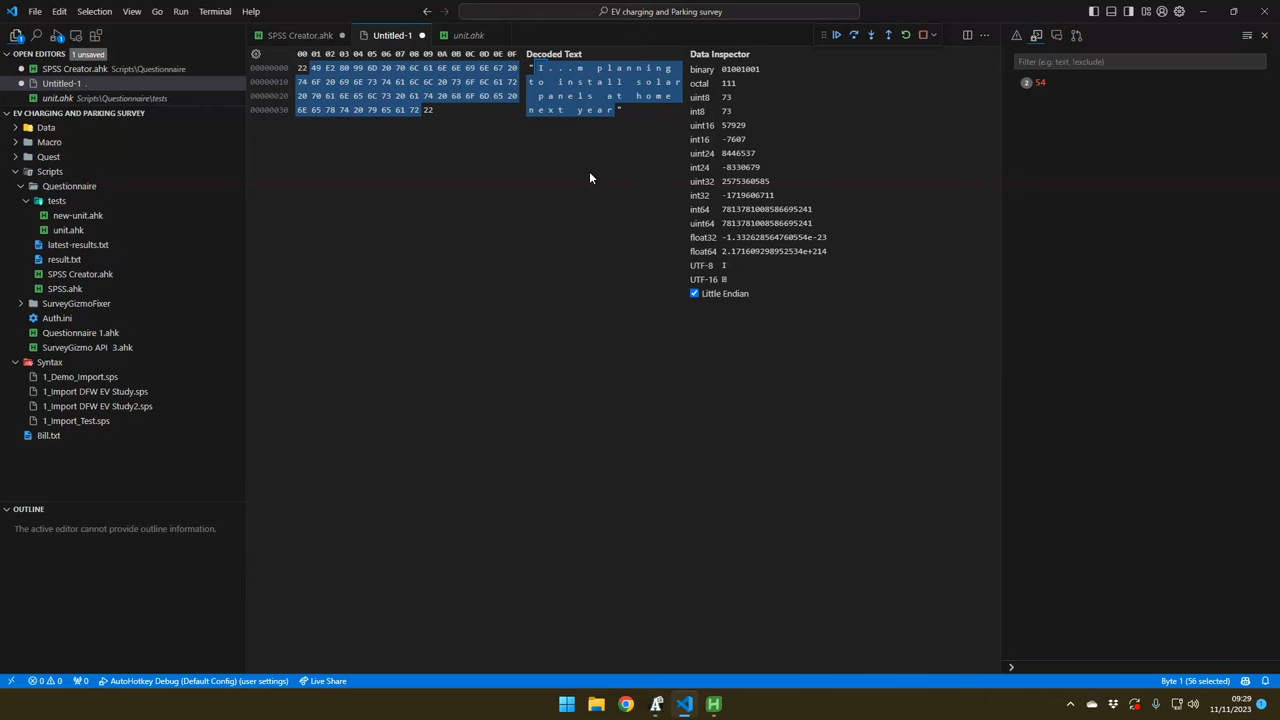 File Edit Selection View Go Run Terminal Help
EV charging and Parking survey
OPEN EDITORS 1 unsaved
SPSS Creator.ahk Scripts\Questionnaire
Untitled-1 .
unit.ahk Scripts\Questionnaire\tests
EV CHARGING AND PARKING SURVEY
Data
Macro
Quest
Scripts
Questionnaire
tests
new-unit.ahk
unit.ahk
latest-results.txt
result.txt
SPSS Creator.ahk
SPSS.ahk
SurveyGizmoFixer
Auth.ini
Questionnaire 1.ahk
SurveyGizmo API 3.ahk
Syntax
1_Demo_Import.sps
1_Import DFW EV Study.sps
1_Import DFW EV Study2.sps
1_Import_Test.sps
Bill.txt
OUTLINE
The active editor cannot provide outline information.
SPSS Creator.ahk Untitled-1 unit.ahk
00 01 02 03 04 05 06 07 08 09 0A 0B 0C 0D 0E 0F Decoded Text
00000000 22 49 E2 80 99 6D 20 70 6C 61 6E 6E 69 6E 67 20 " I . . . m p l a n n i n g
00000010 74 6F 20 69 6E 73 74 61 6C 6C 20 73 6F 6C 61 72 t o i n s t a l l s o l a r
00000020 20 70 61 6E 65 6C 73 20 61 74 20 68 6F 6D 65 20 p a n e l s a t h o m e
00000030 6E 65 78 74 20 79 65 61 72 22 n e x t y e a r "
Data Inspector
binary 01001001
octal 111
uint8 73
int8 73
uint16 57929
int16 -7607
uint24 8446537
int24 -8330679
uint32 2575360585
int32 -1719606711
int64 7813781008586695241
uint64 7813781008586695241
float32 -1.332628564760554e-23
float64 2.171609298952534e+214
UTF-8 I
UTF-16
Little Endian
Filter (e.g. text, !exclude)
2 54
0 0 0 AutoHotkey Debug (Default Config) (user settings) Live Share
Byte 1 (56 selected)
09:29
11/11/2023